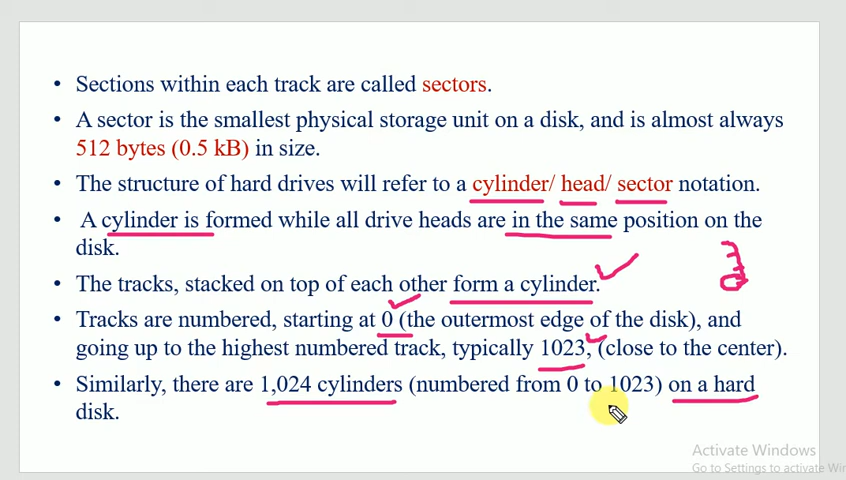 • Sections within each track are called sectors.
• A sector is the smallest physical storage unit on a disk, and is almost always
512 bytes (0.5 kB) in size.
• The structure of hard drives will refer to a cylinder/ head/ sector notation.
• A cylinder is formed while all drive heads are in the same position on the
disk.
• The tracks, stacked on top of each other form a cylinder.
• Tracks are numbered, starting at 0 (the outermost edge of the disk), and
going up to the highest numbered track, typically 1023, (close to the center).
• Similarly, there are 1,024 cylinders (numbered from 0 to 1023) on a hard
disk.
Activate Windows
Go to Settings to activate Wi